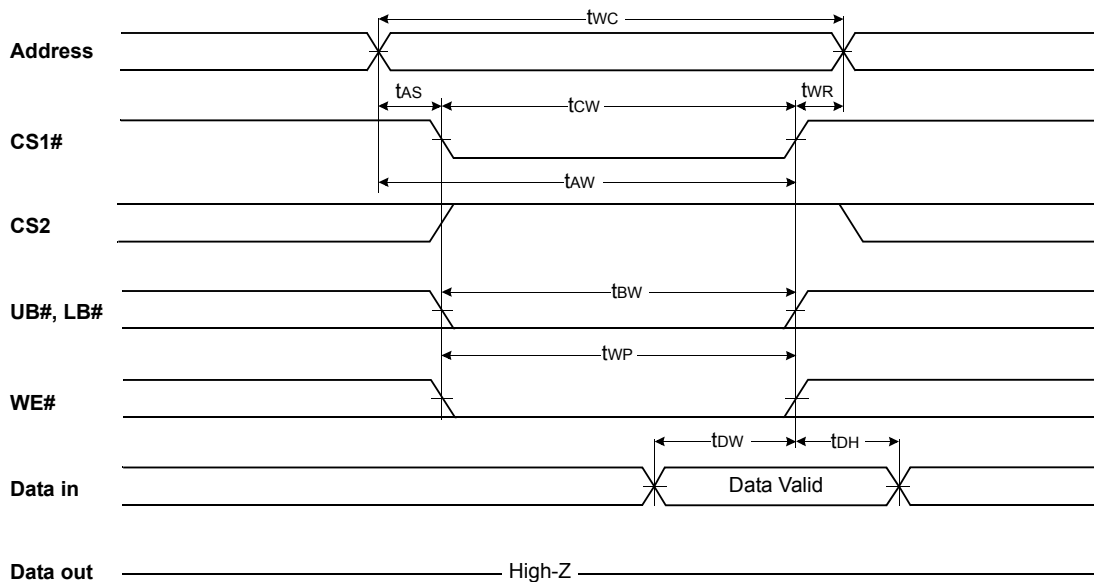 tWC
Address
tAS tCW tWR
CS1#
tAW
CS2
tBW
UB#, LB#
tWP
WE#
tDW tDH
Data in Data Valid
Data out High-Z